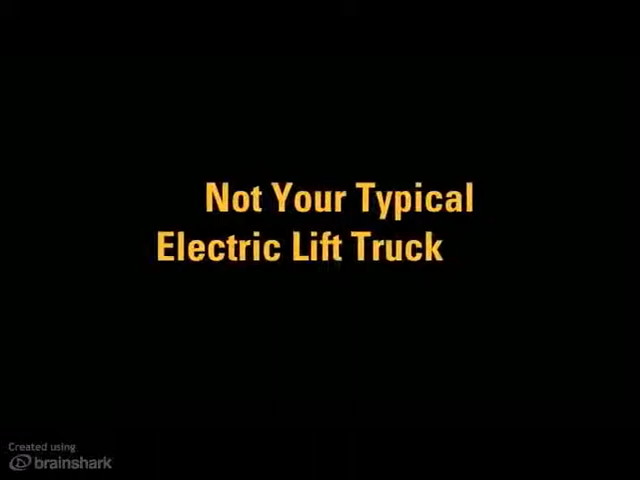 Not Your Typical
Electric Lift Truck
Created using
brainshark